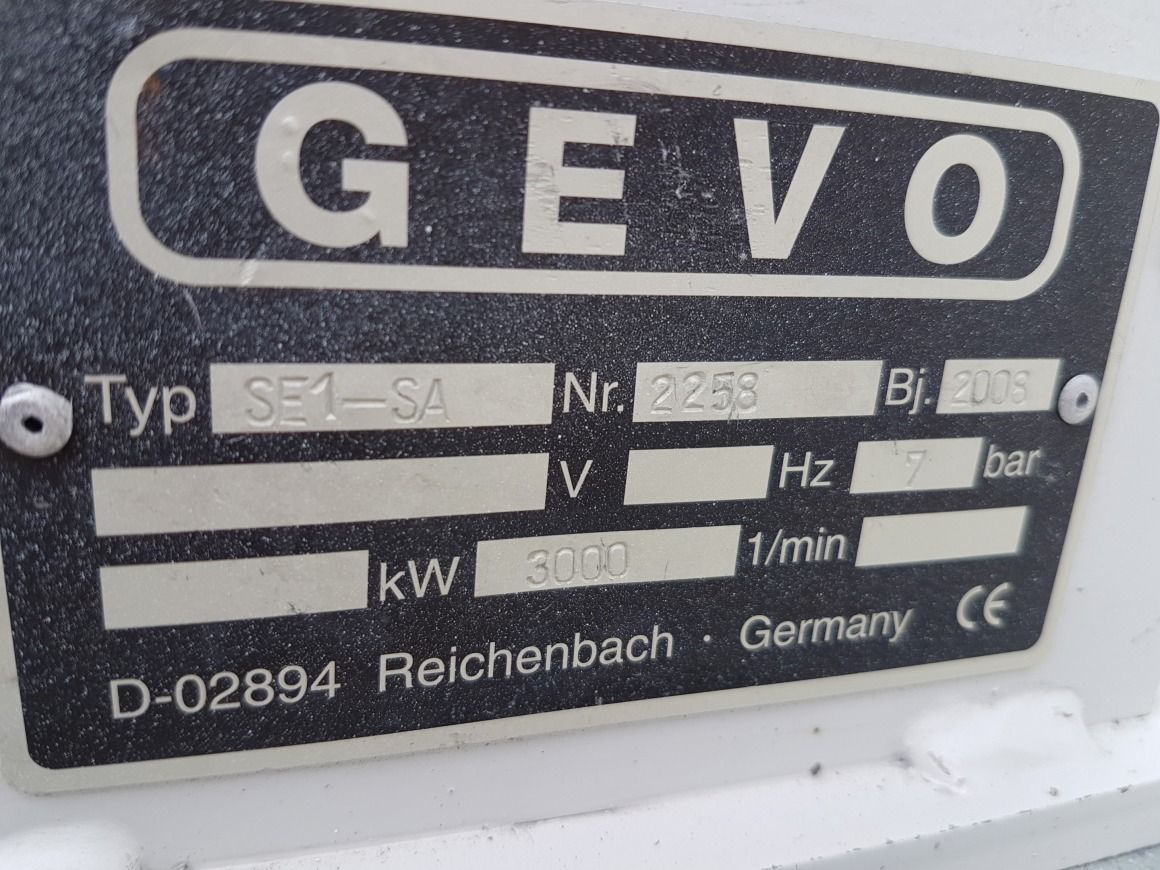 GEVO
Typ SE1-SA Nr. 2258 Bj. 2008
V Hz 7 bar
kW 3000 1/min
D-02894 Reichenbach · Germany CE